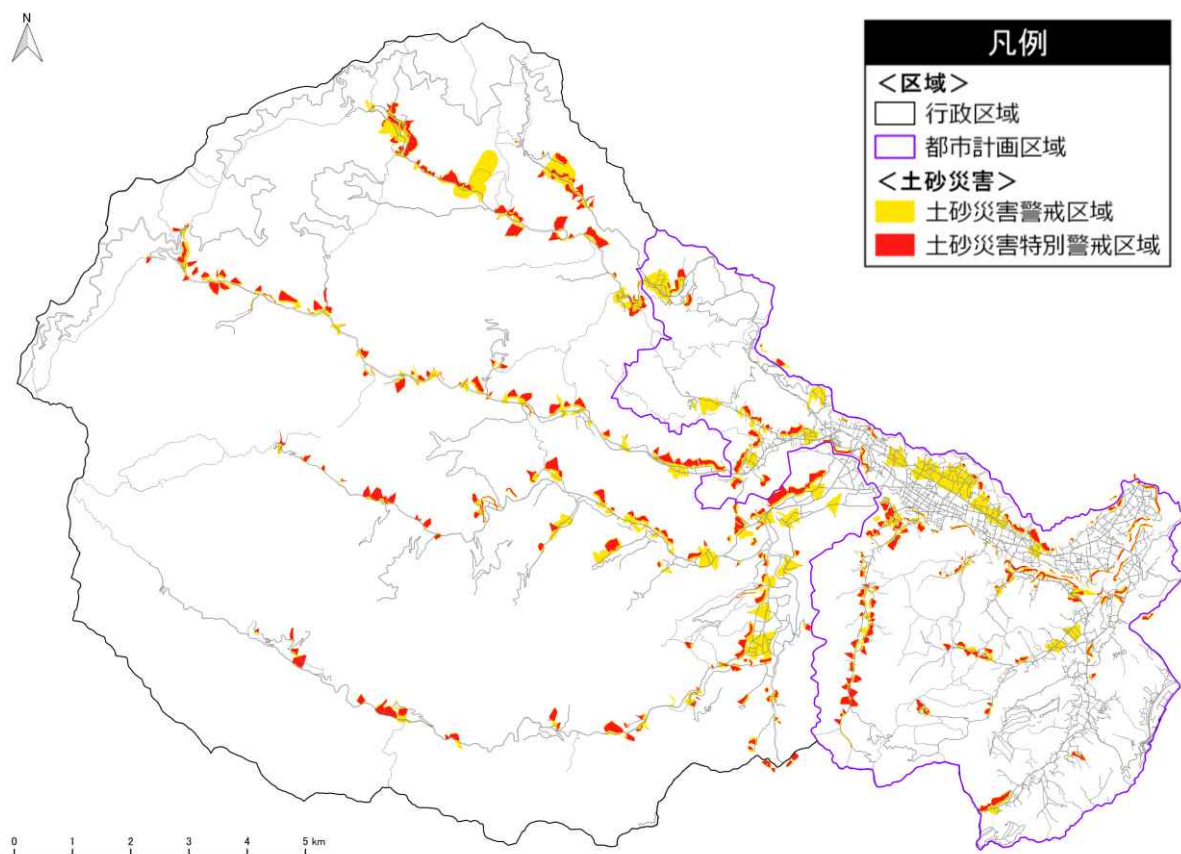 N
凡例
＜区域＞
行政区域
都市計画区域
＜土砂災害＞
土砂災害警戒区域
土砂災害特別警戒区域
0 1 2 3 4 5 km